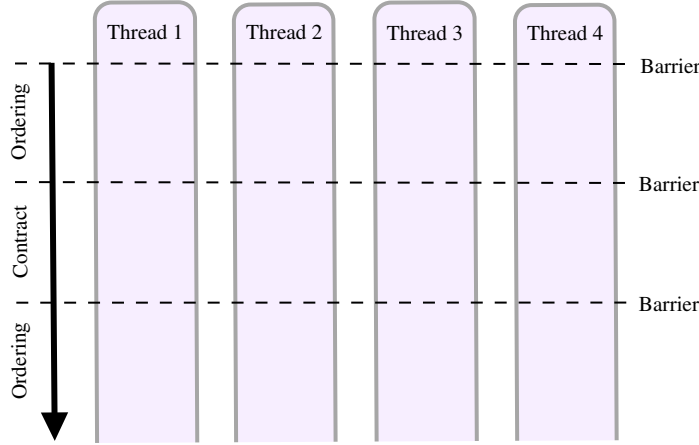 Thread 1
Thread 2
Thread 3
Thread 4
Barrier
Ordering
Barrier
Contract
Barrier
Ordering